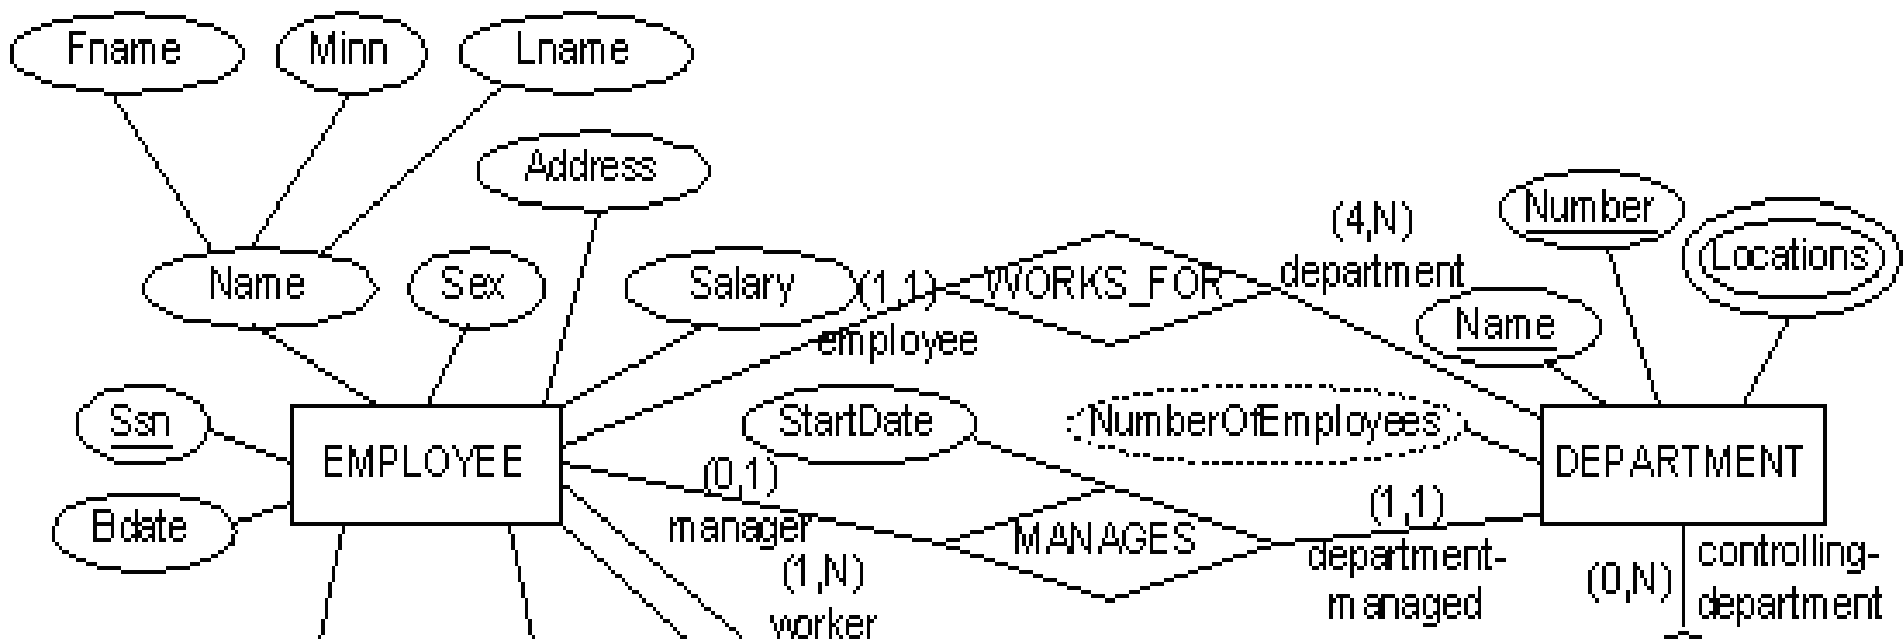 Fname
Minn
Lname
Address
Number
(4,N)
department
Locations
Name
Sex
Salary
(1,1)
employee
WORKS_FOR
Name
Ssn
StartDate
NumberOfEmployees
EMPLOYEE
DEPARTMENT
(0,1)
manager
Bdate
MANAGES
(1,1)
department-
managed
(1,N)
worker
(0,N)
controlling-
department